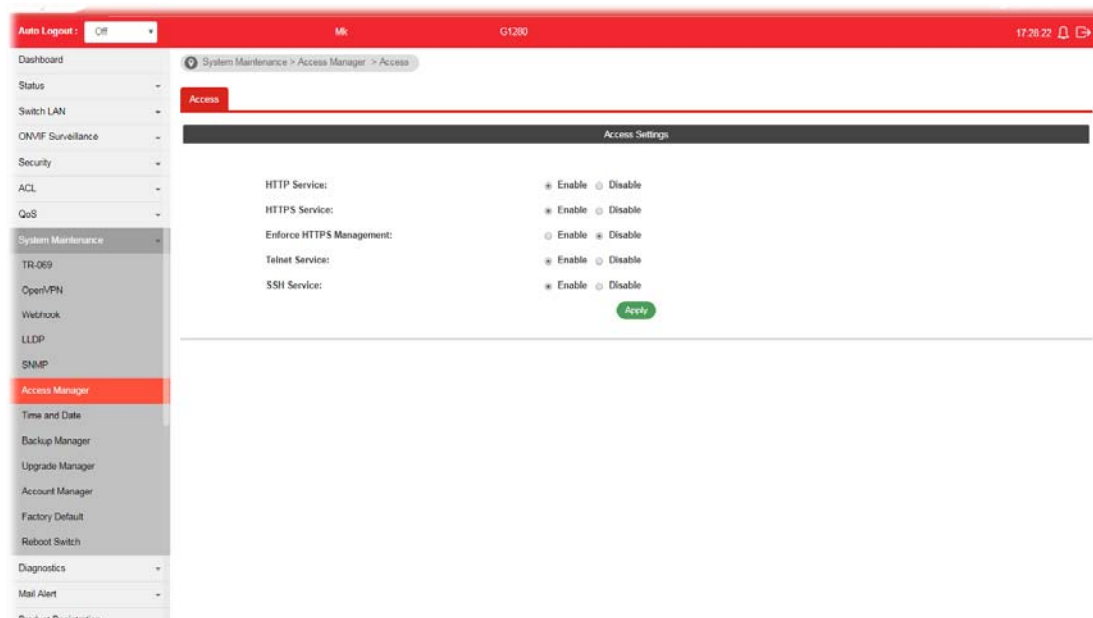 Auto Logout : Off Mk G1280 17:28:22
Dashboard
Status
Switch LAN
ONVIF Surveillance
Security
ACL
QoS
System Maintenance
TR-069
OpenVPN
Webhook
LLDP
SNMP
Access Manager
Time and Date
Backup Manager
Upgrade Manager
Account Manager
Factory Default
Reboot Switch
Diagnostics
Mail Alert
System Maintenance > Access Manager > Access
Access
Access Settings
HTTP Service: Enable Disable
HTTPS Service: Enable Disable
Enforce HTTPS Management: Enable Disable
Telnet Service: Enable Disable
SSH Service: Enable Disable
Apply